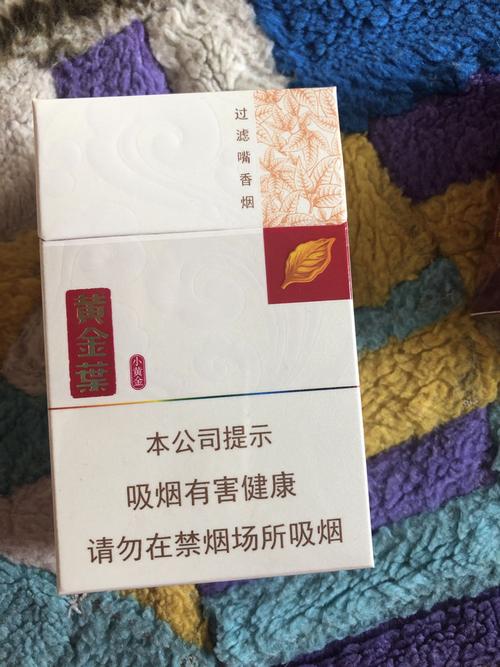 过滤嘴香烟
黄金葉
小黄金
本公司提示
吸烟有害健康
请勿在禁烟场所吸烟